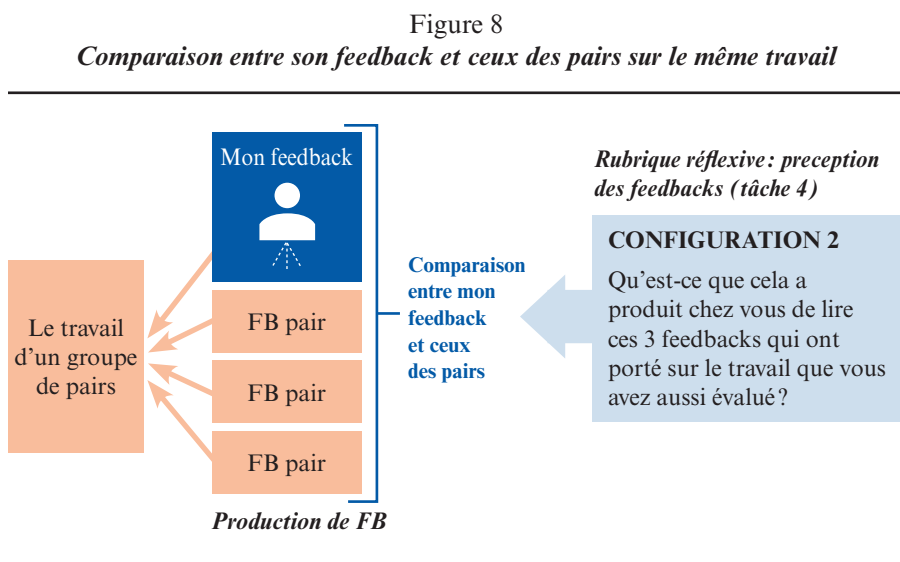 Figure 8
Comparaison entre son feedback et ceux des pairs sur le même travail
Le travail
d’un groupe
de pairs
Mon feedback
FB pair
FB pair
FB pair
Production de FB
Comparaison
entre mon
feedback
et ceux
des pairs
Rubrique réflexive : preception
des feedbacks (tâche 4)
CONFIGURATION 2
Qu’est-ce que cela a
produit chez vous de lire
ces 3 feedbacks qui ont
porté sur le travail que vous
avez aussi évalué ?